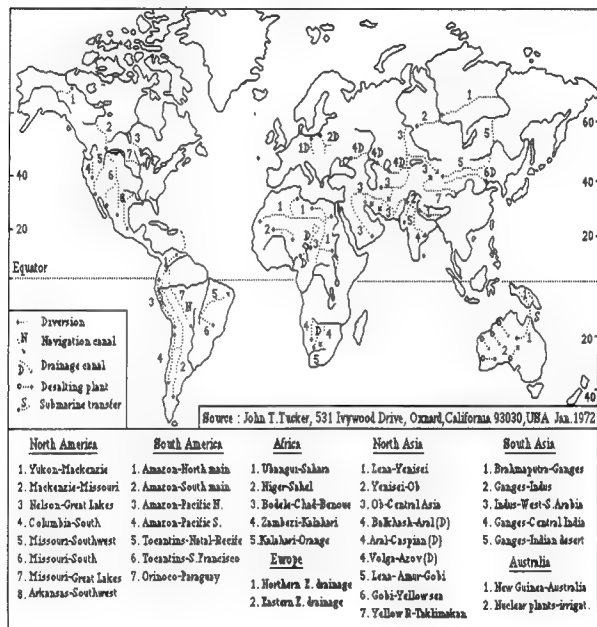 60
40
20
Equator
60
40
20
40
Diversion
N Navigation canal
D Drainage canal
Desalting plant
S Submarine transfer
Source : John T.Tucker, 531 Ivywood Drive, Oxnard,California 93030,USA Jan.1972
North America
1. Yukon-Mackenzie
2. Mackenzie-Missouri
3. Nelson-Great Lakes
4. Columbia-South
5. Missouri-Southwest
6. Missouri-South
7. Missouri-Great Lakes
8. Arkansas-Southwest
South America
1. Amazon-North main
2. Amazon-South main
3. Amazon-Pacific N.
4. Amazon-Pacific S.
5. Tocantins-Natal-Recife
6. Tocantins-S.Francisco
7. Orinoco-Paraguay
Africa
1. Ubangu-Sahara
2. Niger-Sahel
3. Bodele-Chad-Benoue
4. Zambezi-Kalahari
5. Kalahari-Orange
Europe
1. Northern E. drainage
2. Eastern E. drainage
North Asia
1. Lena-Yenisei
2. Yenisei-Ob
3. Ob-Central Asia
4. Balkhash-Aral (D)
4. Aral-Caspian (D)
4. Volga-Azov (D)
5. Lena-Amur-Gobi
6. Gobi-Yellow sea
7. Yellow R-Taklimakan
South Asia
1. Brahmaputra-Ganges
2. Ganges-Indus
3. Indus-West-S.Arabia
4. Ganges-Central India
5. Ganges-Indian desert
Australia
1. New Guinea-Australia
2. Nuclear plants-irrigat.